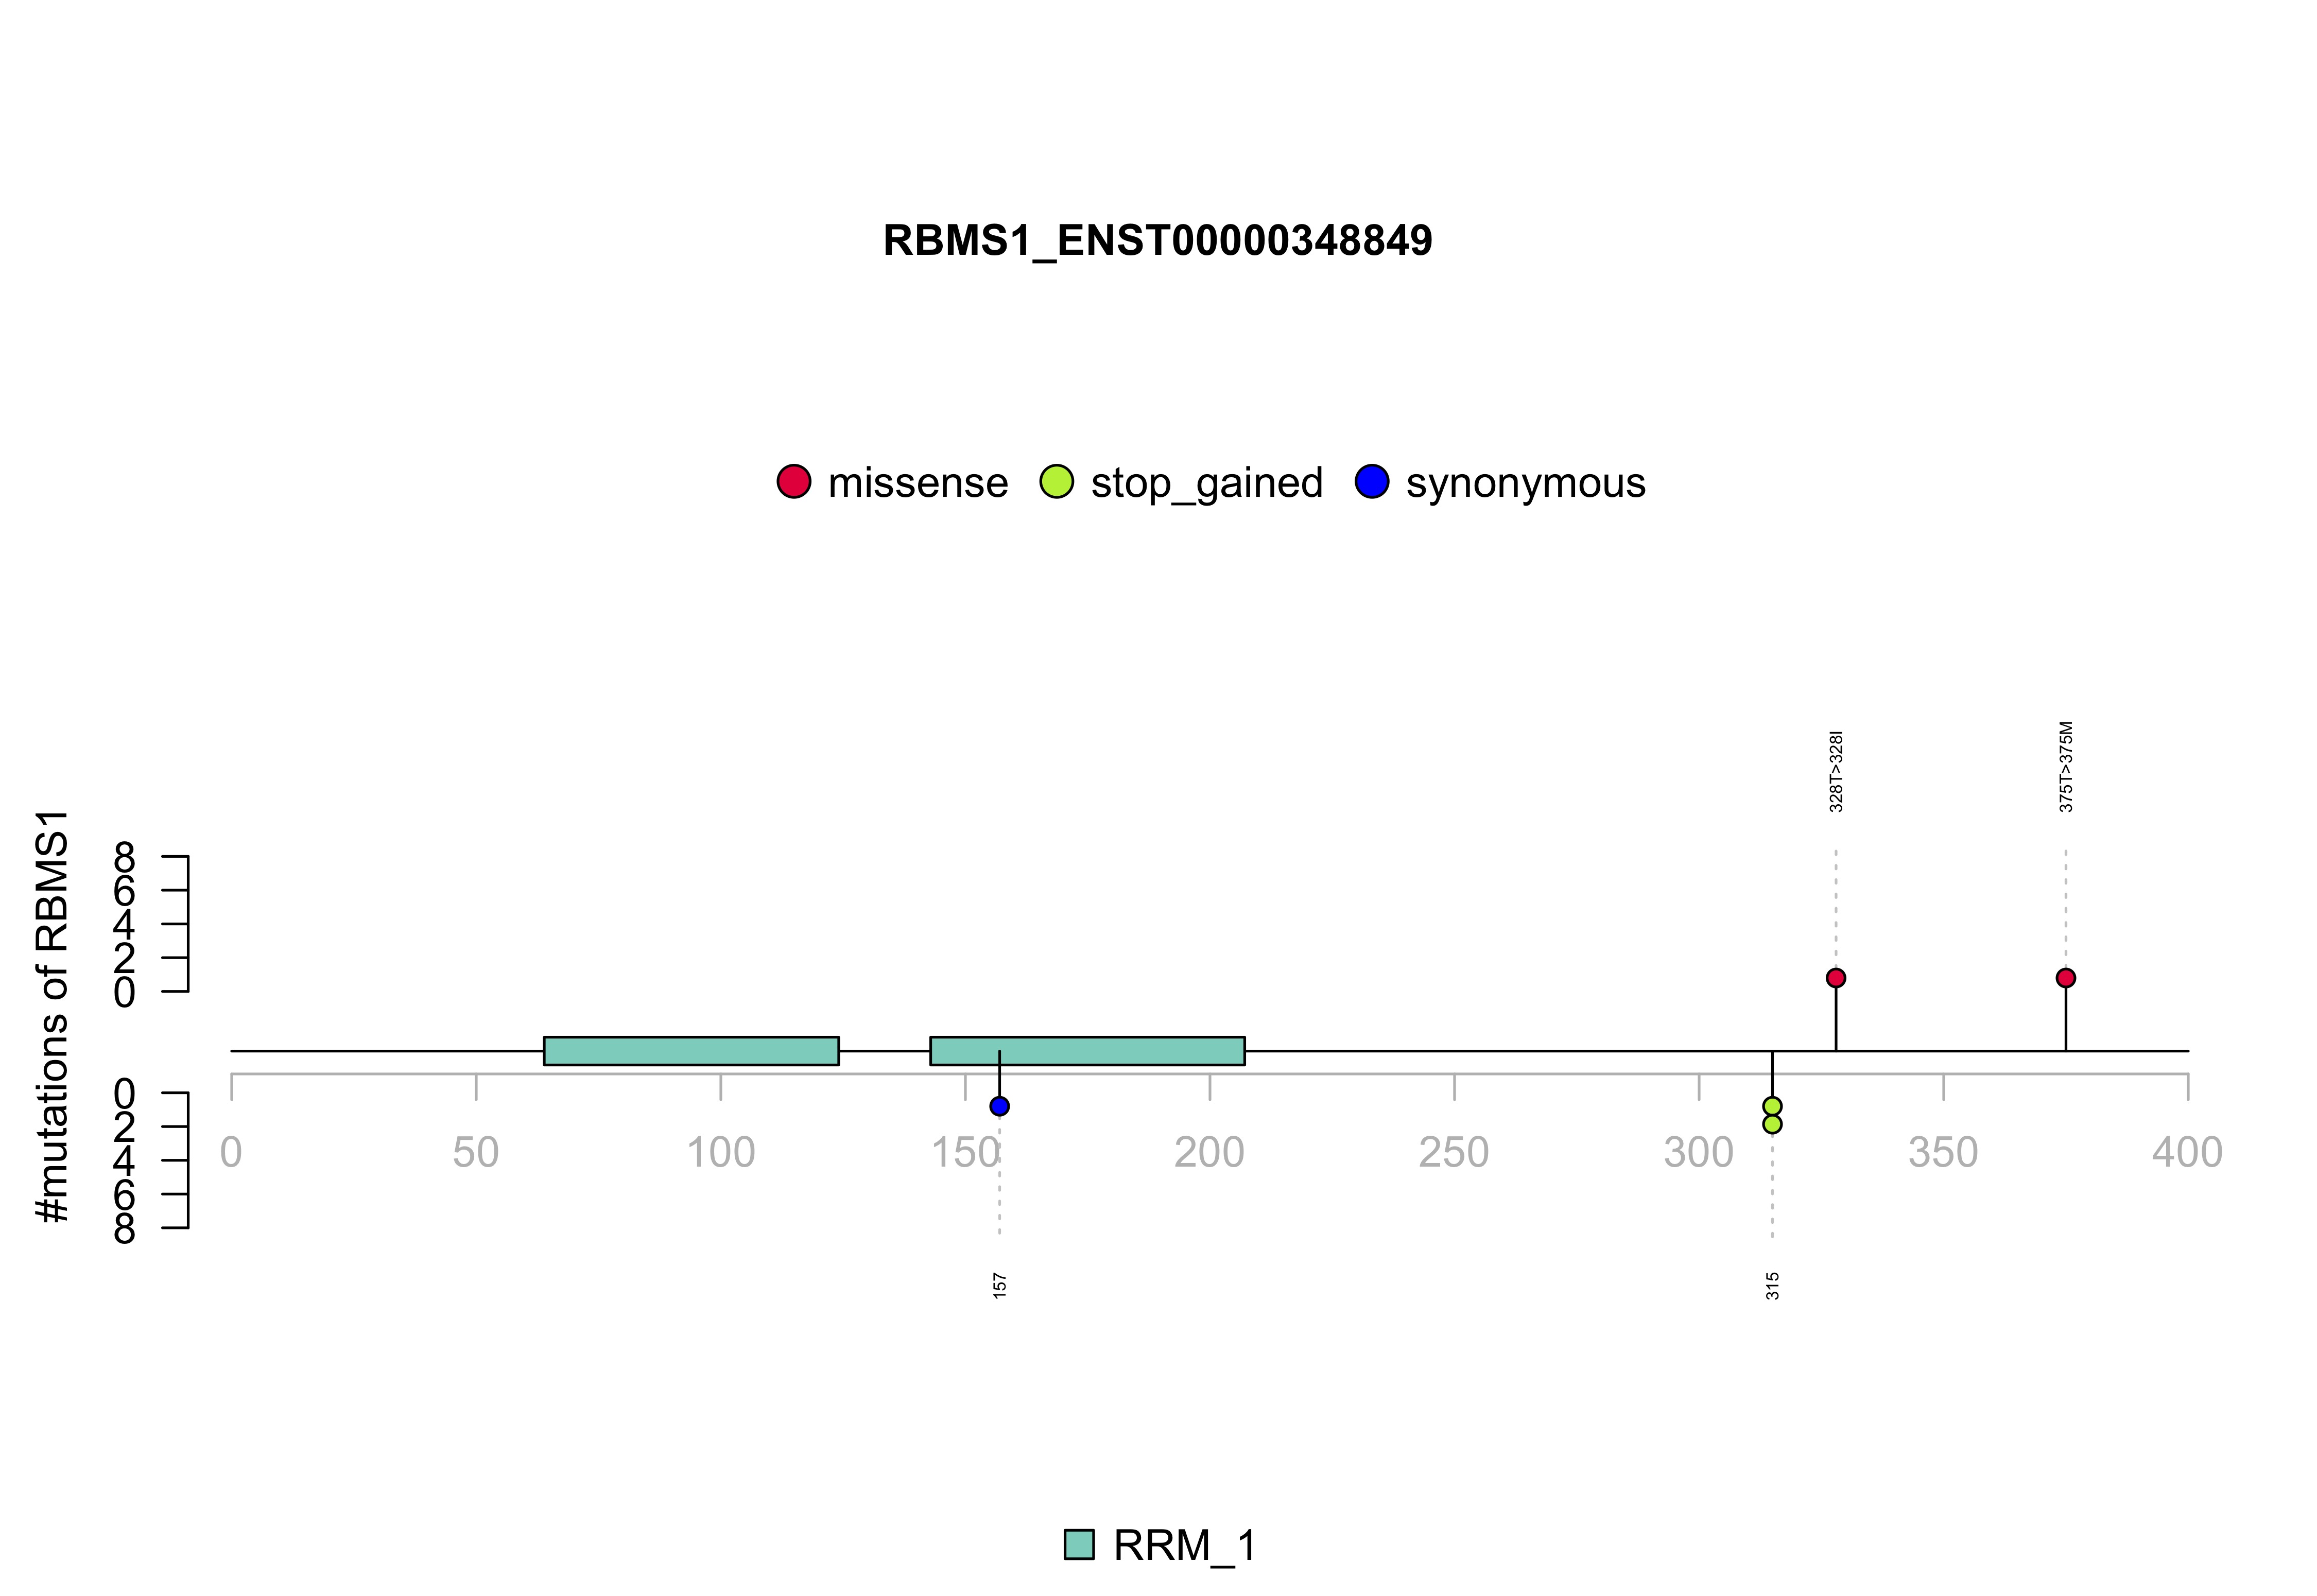 RBMS1_ENST00000348849
missense stop_gained synonymous
328T>328I
375T>375M
#mutations of RBMS1
8
6
4
2
0
0
2
4
6
8
0 50 100 150 200 250 300 350 400
157
315
RRM_1